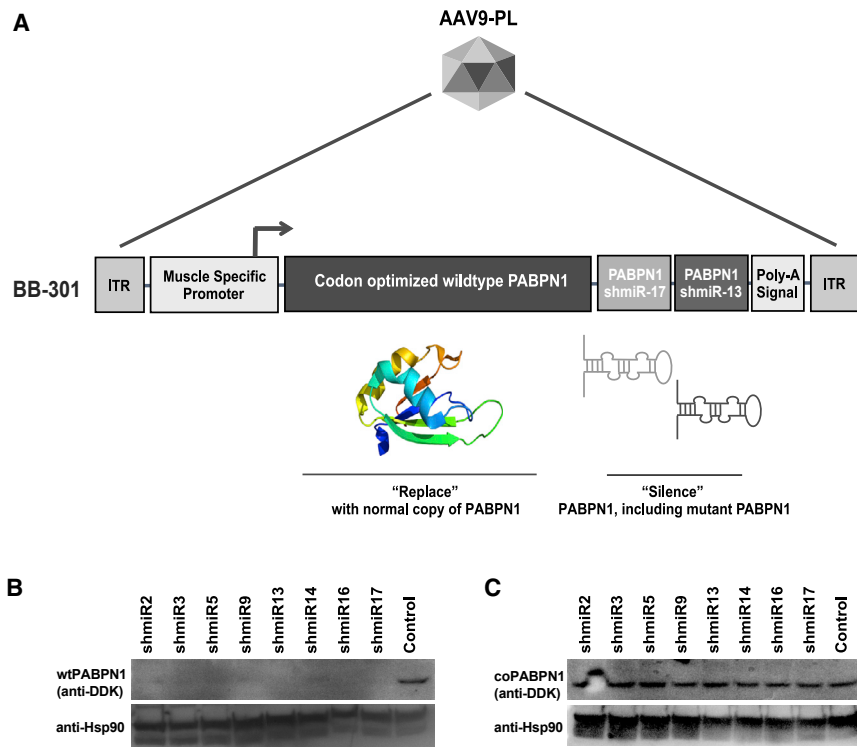 A
AAV9-PL
BB-301
ITR
Muscle Specific
Promoter
Codon optimized wildtype PABPN1
PABPN1
shmiR-17
PABPN1
shmiR-13
Poly-A
Signal
ITR
“Replace”
with normal copy of PABPN1
“Silence”
PABPN1, including mutant PABPN1
B
shmiR2
shmiR3
shmiR5
shmiR9
shmiR13
shmiR14
shmiR16
shmiR17
Control
wtPABPN1
(anti-DDK)
anti-Hsp90
C
shmiR2
shmiR3
shmiR5
shmiR9
shmiR13
shmiR14
shmiR16
shmiR17
Control
coPABPN1
(anti-DDK)
anti-Hsp90